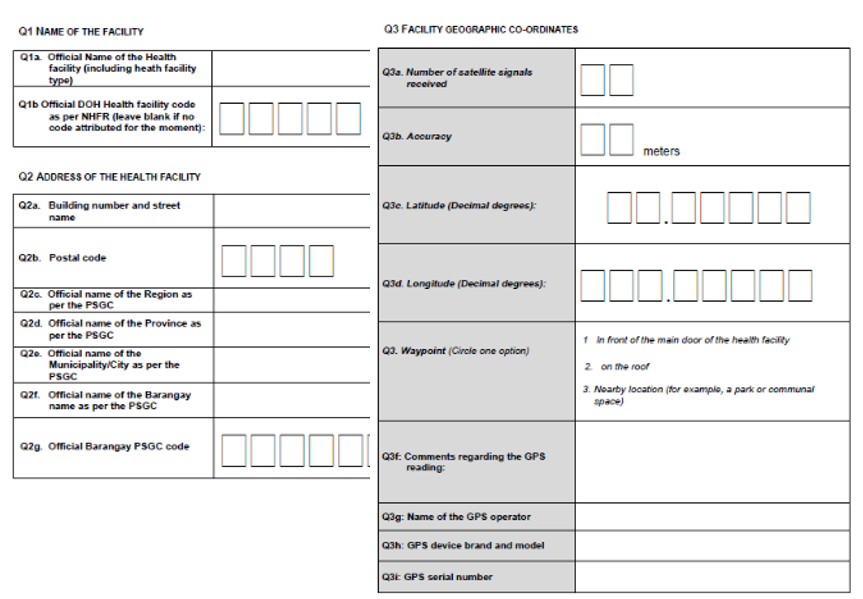 Q1 NAME OF THE FACILITY
Q1a. Official Name of the Health
facility (including heath facility
type)
Q1b Official DOH Health facility code
as per NHFR (leave blank if no
code attributed for the moment):
Q2 ADDRESS OF THE HEALTH FACILITY
Q2a. Building number and street
name
Q2b. Postal code
Q2c. Official name of the Region as
per the PSGC
Q2d. Official name of the Province as
per the PSGC
Q2e. Official name of the
Municipality/City as per the
PSGC
Q2f. Official name of the Barangay
name as per the PSGC
Q2g. Official Barangay PSGC code
Q3 FACILITY GEOGRAPHIC CO-ORDINATES
Q3a. Number of satellite signals
received
Q3b. Accuracy
meters
Q3c. Latitude (Decimal degrees):
.
Q3d. Longitude (Decimal degrees):
.
Q3. Waypoint (Circle one option)
1 In front of the main door of the health facility
2. on the roof
3. Nearby location (for example, a park or communal
space)
Q3f: Comments regarding the GPS
reading:
Q3g: Name of the GPS operator
Q3h: GPS device brand and model
Q3i: GPS serial number